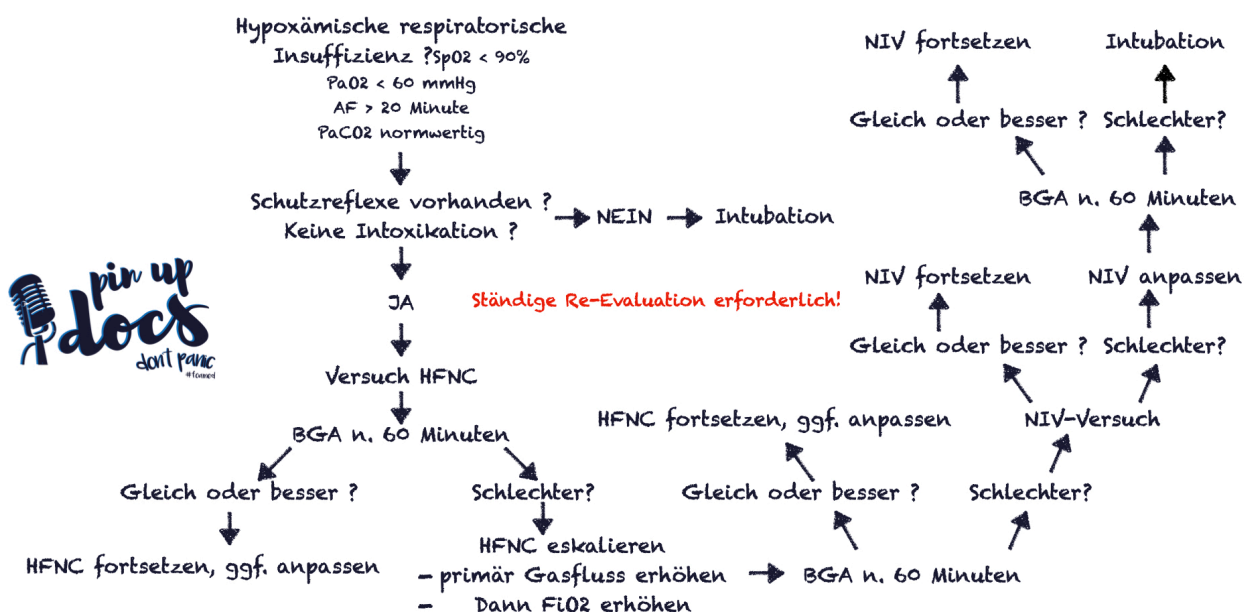 Hypoxämische respiratorische
Insuffizienz ?SpO2 < 90%
PaO2 < 60 mmHg
AF > 20 Minute
PaCO2 normwertig
Schutzreflexe vorhanden ?
Keine Intoxikation ?
NEIN
Intubation
JA
Ständige Re-Evaluation erforderlich!
Versuch HFNC
BGA n. 60 Minuten
Gleich oder besser ?
HFNC fortsetzen, ggf. anpassen
Schlechter?
HFNC eskalieren
- primär Gasfluss erhöhen
- Dann FiO2 erhöhen
BGA n. 60 Minuten
Gleich oder besser ?
HFNC fortsetzen, ggf. anpassen
Schlechter?
NIV-Versuch
Gleich oder besser ?
NIV fortsetzen
Schlechter?
NIV anpassen
BGA n. 60 Minuten
Gleich oder besser ?
NIV fortsetzen
Schlechter?
Intubation
pin up
docs
don't panic
#foamed